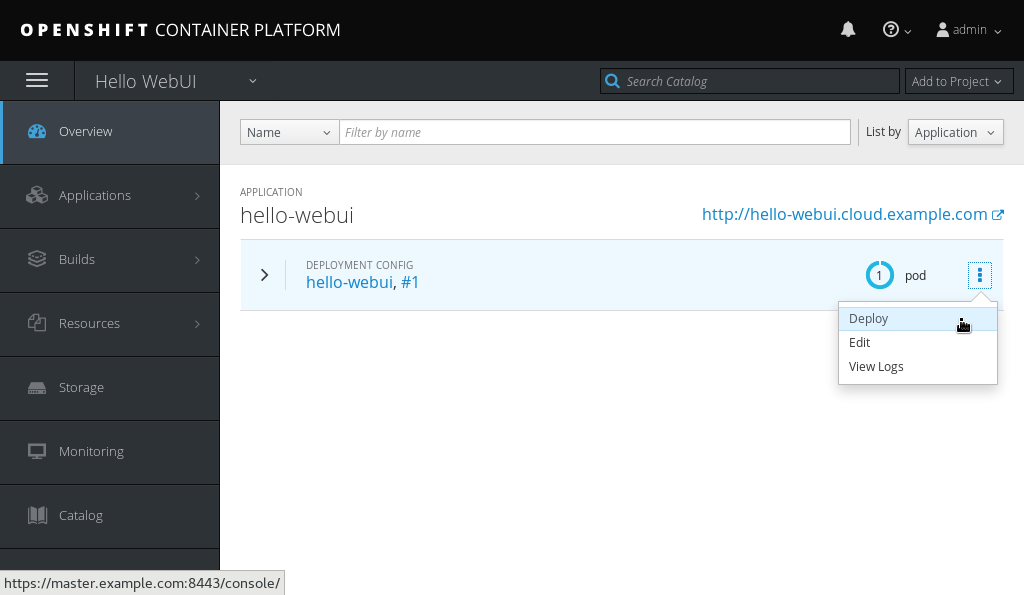 OPENSHIFT CONTAINER PLATFORM
admin
Hello WebUI
Search Catalog
Add to Project
Overview
Name
Filter by name
List by
Application
Applications
APPLICATION
hello-webui
http://hello-webui.cloud.example.com
Builds
DEPLOYMENT CONFIG
hello-webui, #1
1 pod
Resources
Deploy
Edit
View Logs
Storage
Monitoring
Catalog
https://master.example.com:8443/console/